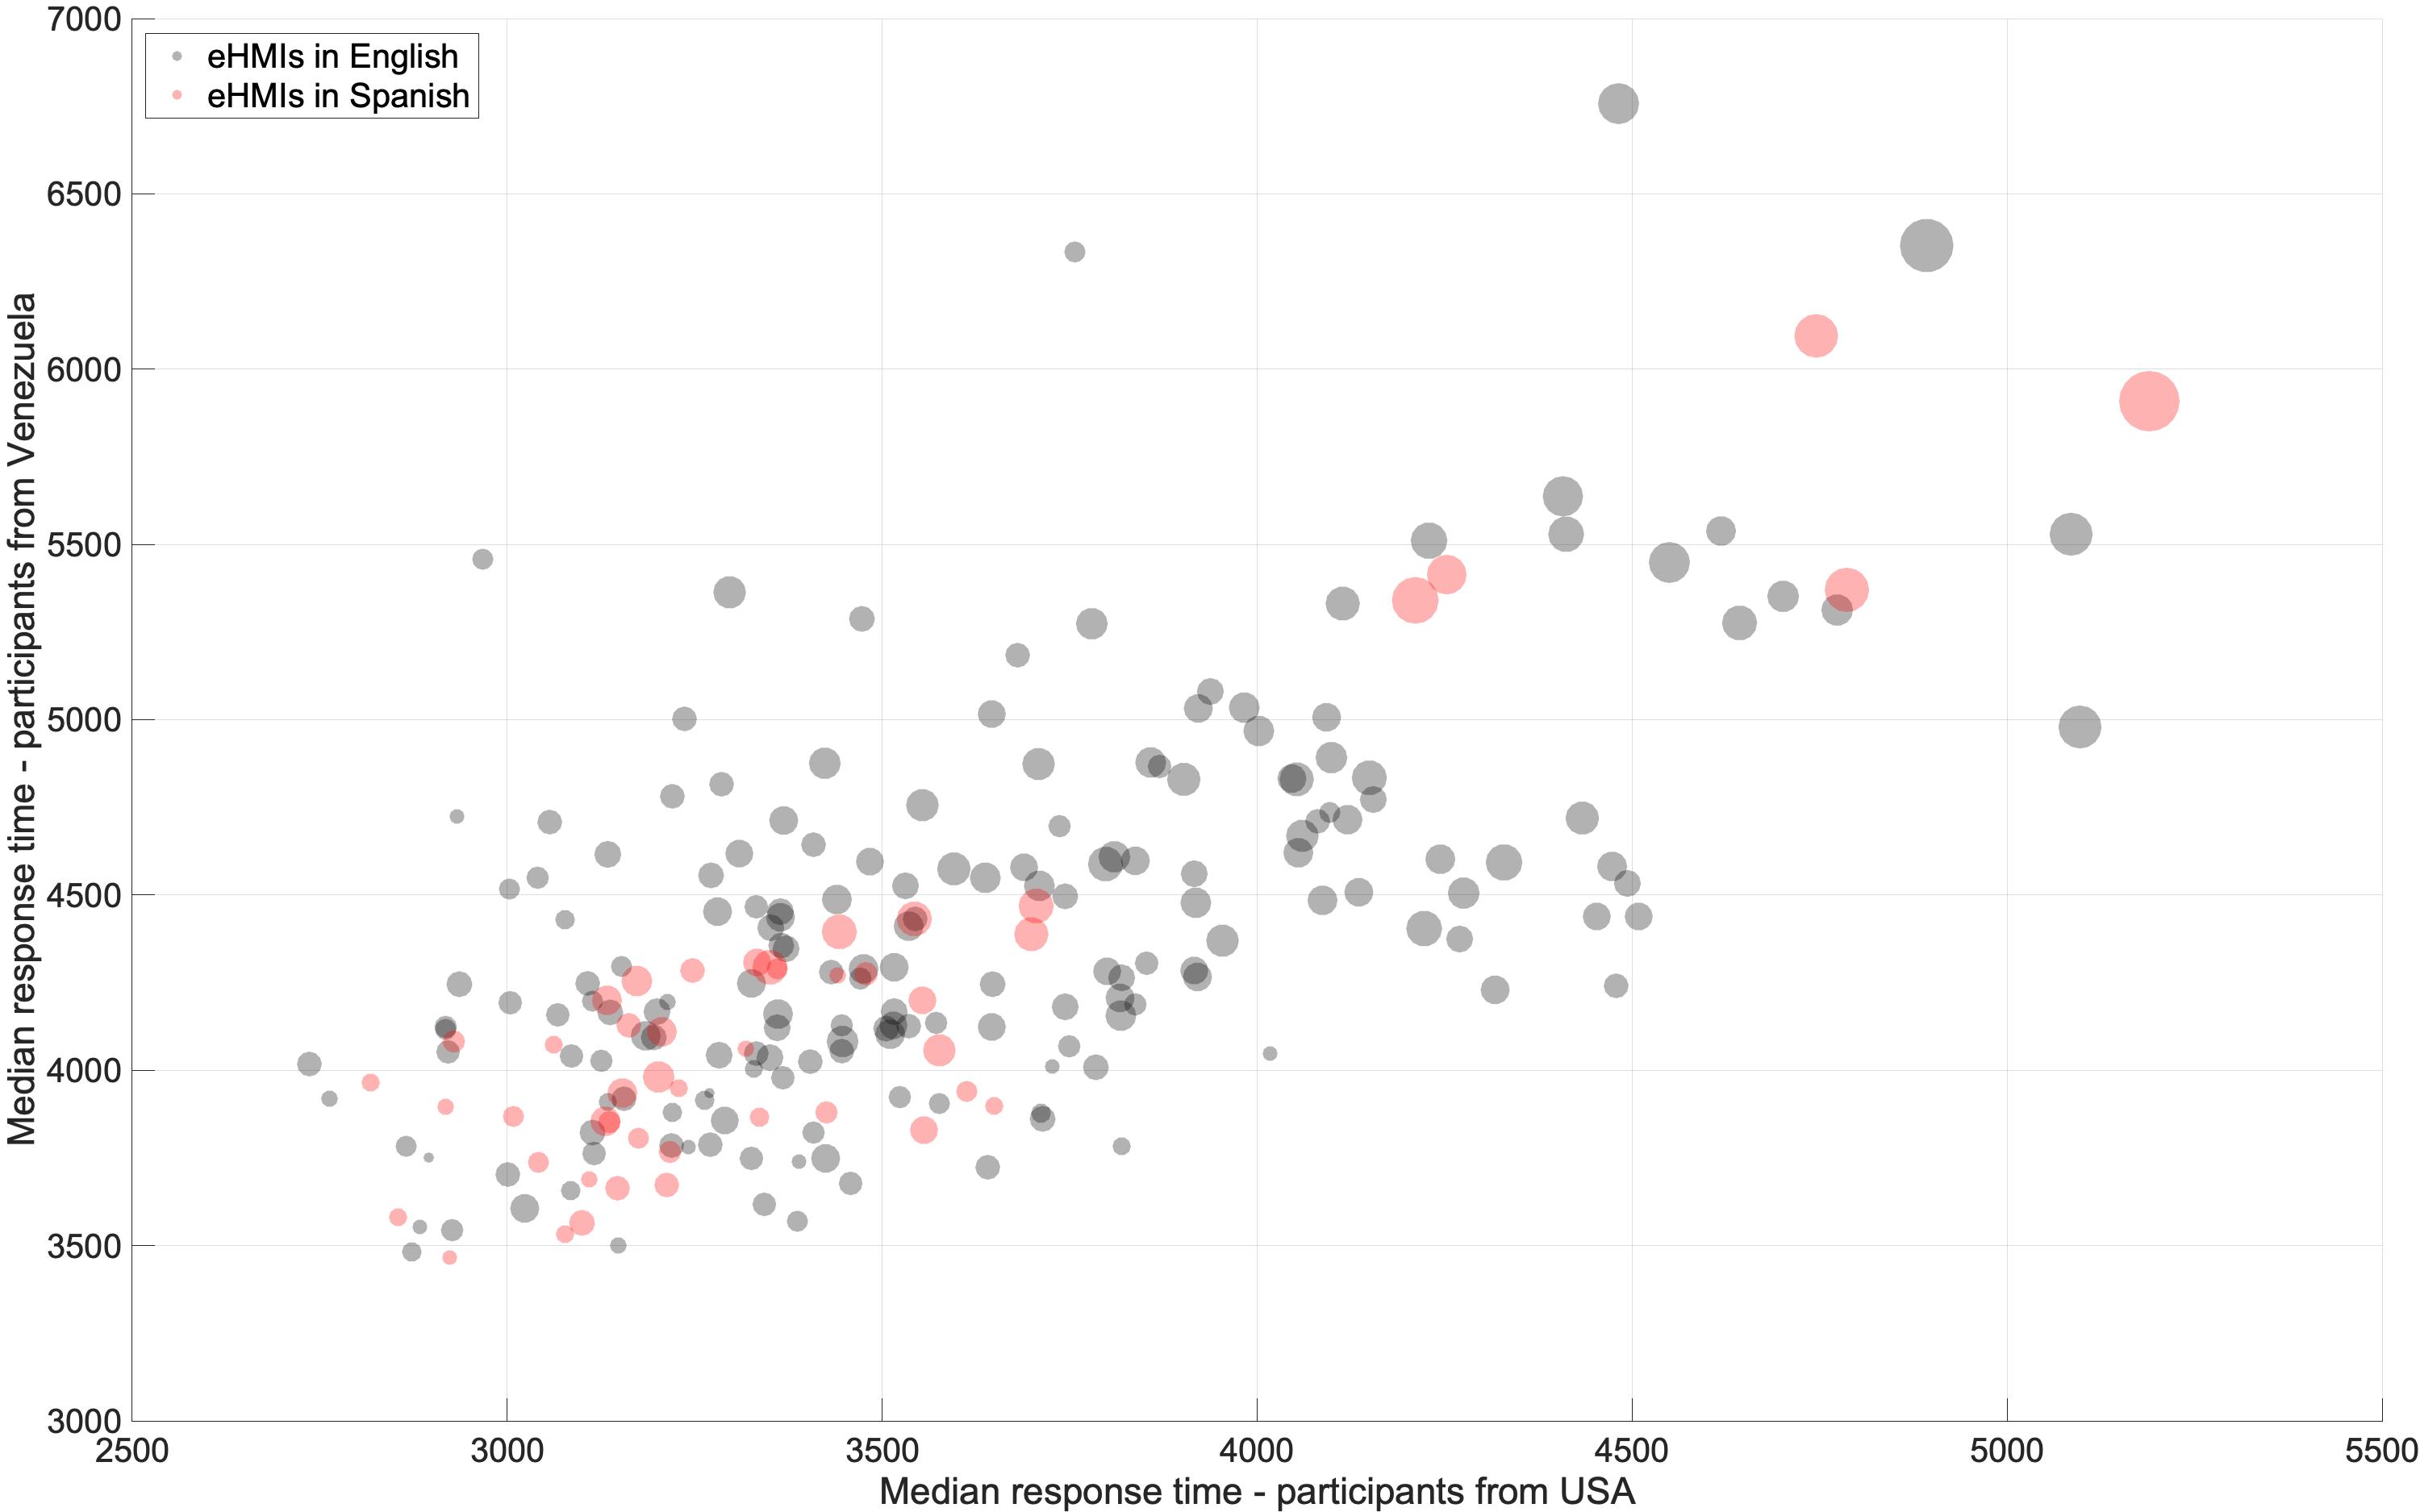 7000
eHMIs in English
eHMIs in Spanish
6500
6000
5500
5000
4500
4000
3500
3000
Median response time - participants from Venezuela
2500 3000 3500 4000 4500 5000 5500
Median response time - participants from USA